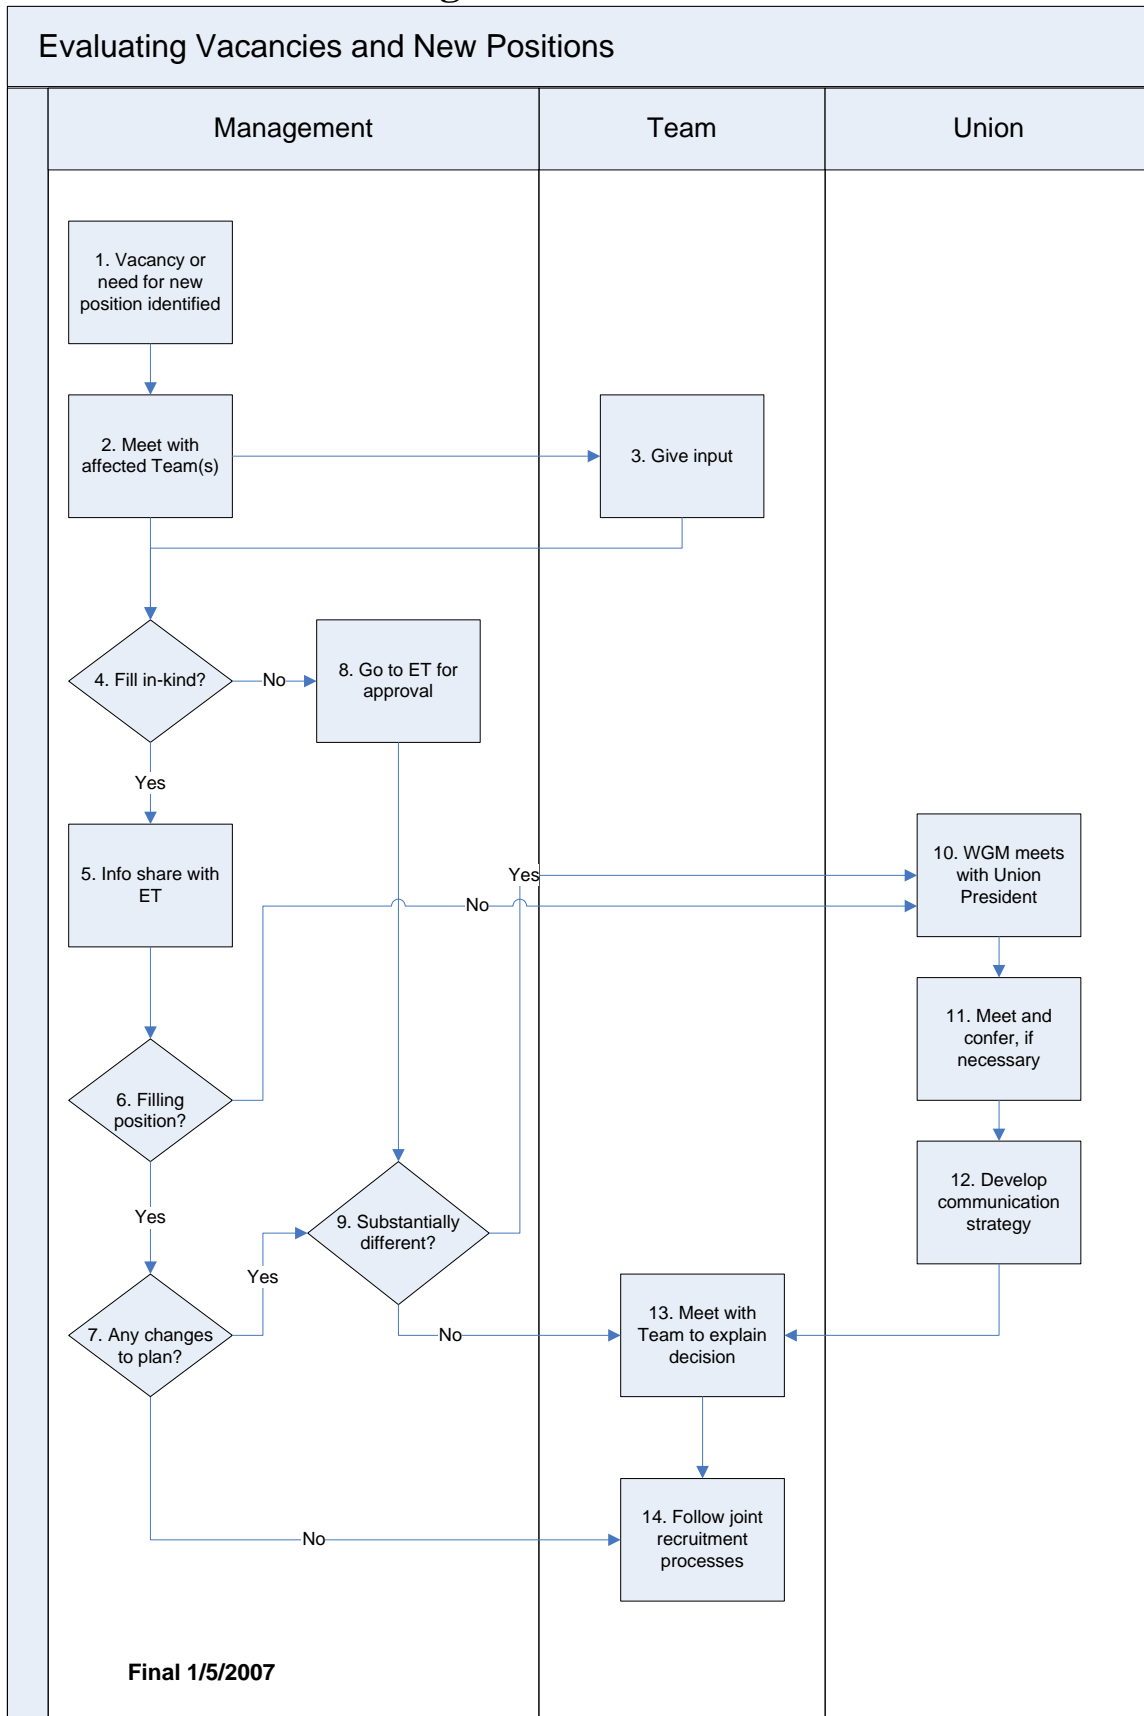 Evaluating Vacancies and New Positions
Management
Team
Union
1. Vacancy or
need for new
position identified
2. Meet with
affected Team(s)
3. Give input
4. Fill in-kind?
No
8. Go to ET for
approval
Yes
5. Info share with
ET
10. WGM meets
with Union
President
Yes
No
11. Meet and
confer, if
necessary
6. Filling
position?
12. Develop
communication
strategy
Yes
9. Substantially
different?
Yes
7. Any changes
to plan?
No
13. Meet with
Team to explain
decision
14. Follow joint
recruitment
processes
No
Final 1/5/2007